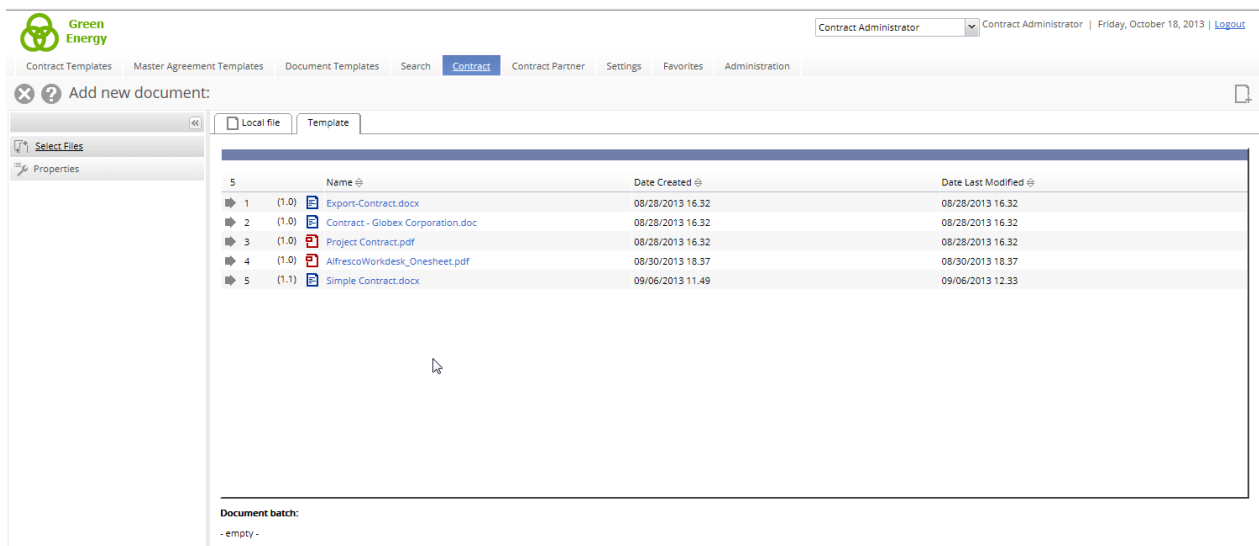 Green
Energy
Contract Administrator
Contract Administrator | Friday, October 18, 2013 | Logout
Contract Templates Master Agreement Templates Document Templates Search Contract Contract Partner Settings Favorites Administration
Add new document:
Local file Template
Select Files
Properties
5 Name Date Created Date Last Modified
1 (1.0) Export-Contract.docx 08/28/2013 16.32 08/28/2013 16.32
2 (1.0) Contract - Globex Corporation.doc 08/28/2013 16.32 08/28/2013 16.32
3 (1.0) Project Contract.pdf 08/28/2013 16.32 08/28/2013 16.32
4 (1.0) AlfrescoWorkdesk_Onesheet.pdf 08/30/2013 18.37 08/30/2013 18.37
5 (1.1) Simple Contract.docx 09/06/2013 11.49 09/06/2013 12.33
Document batch:
- empty -